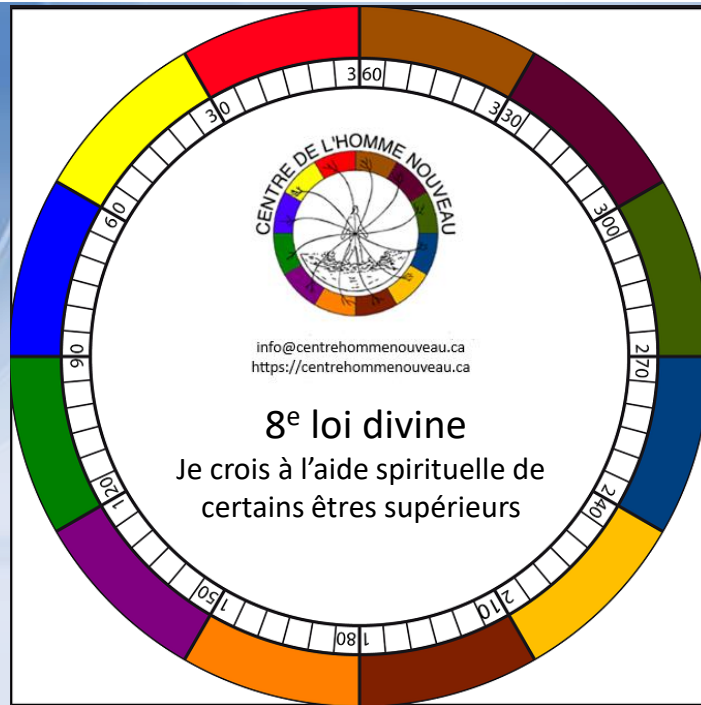 360
330
300
270
240
210
180
150
120
90
60
30
CENTRE DE L'HOMME NOUVEAU
info@centrehommenouveau.ca
https://centrehommenouveau.ca
8e loi divine
Je crois à l’aide spirituelle de
certains êtres supérieurs